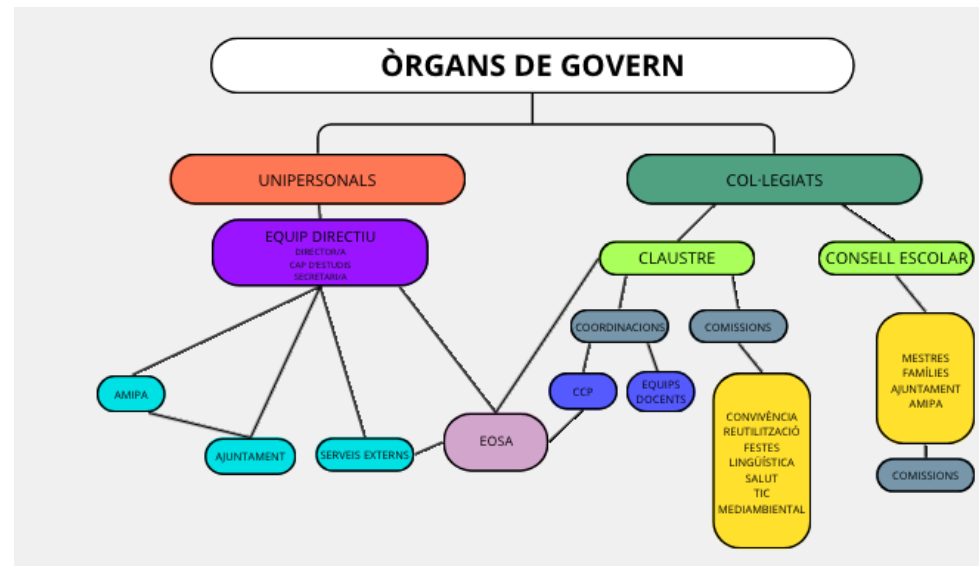 ÒRGANS DE GOVERN
UNIPERSONALS
COL·LEGIATS
EQUIP DIRECTIU
DIRECTOR/A
CAP D'ESTUDIS
SECRETARI/A
CLAUSTRE
CONSELL ESCOLAR
COORDINACIONS
COMISSIONS
MESTRES
FAMÍLIES
AJUNTAMENT
AMIPA
AMIPA
CCP
EQUIPS
DOCENTS
CONVIVÈNCIA
REUTILITZACIÓ
FESTES
LINGÜÍSTICA
SALUT
TIC
MEDIAMBIENTAL
AJUNTAMENT
SERVEIS EXTERNS
EOSA
COMISSIONS